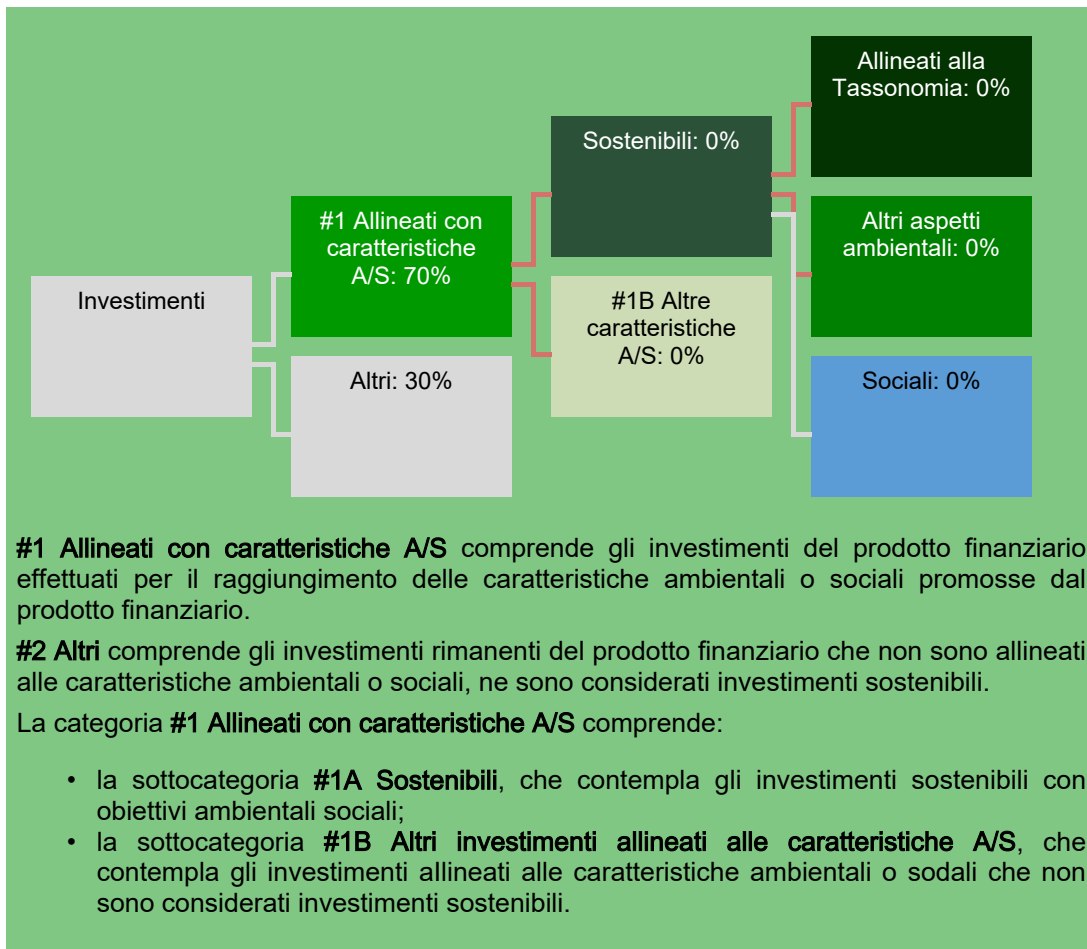 Allineati alla
Tassonomia: 0%
Sostenibili: 0%
#1 Allineati con
caratteristiche
A/S: 70%
Altri aspetti
ambientali: 0%
Investimenti
#1B Altre
caratteristiche
A/S: 0%
Altri: 30%
Sociali: 0%
#1 Allineati con caratteristiche A/S comprende gli investimenti del prodotto finanziario
effettuati per il raggiungimento delle caratteristiche ambientali o sociali promosse dal
prodotto finanziario.
#2 Altri comprende gli investimenti rimanenti del prodotto finanziario che non sono allineati
alle caratteristiche ambientali o sociali, ne sono considerati investimenti sostenibili.
La categoria #1 Allineati con caratteristiche A/S comprende:
• la sottocategoria #1A Sostenibili, che contempla gli investimenti sostenibili con
obiettivi ambientali sociali;
• la sottocategoria #1B Altri investimenti allineati alle caratteristiche A/S, che
contempla gli investimenti allineati alle caratteristiche ambientali o sodali che non
sono considerati investimenti sostenibili.